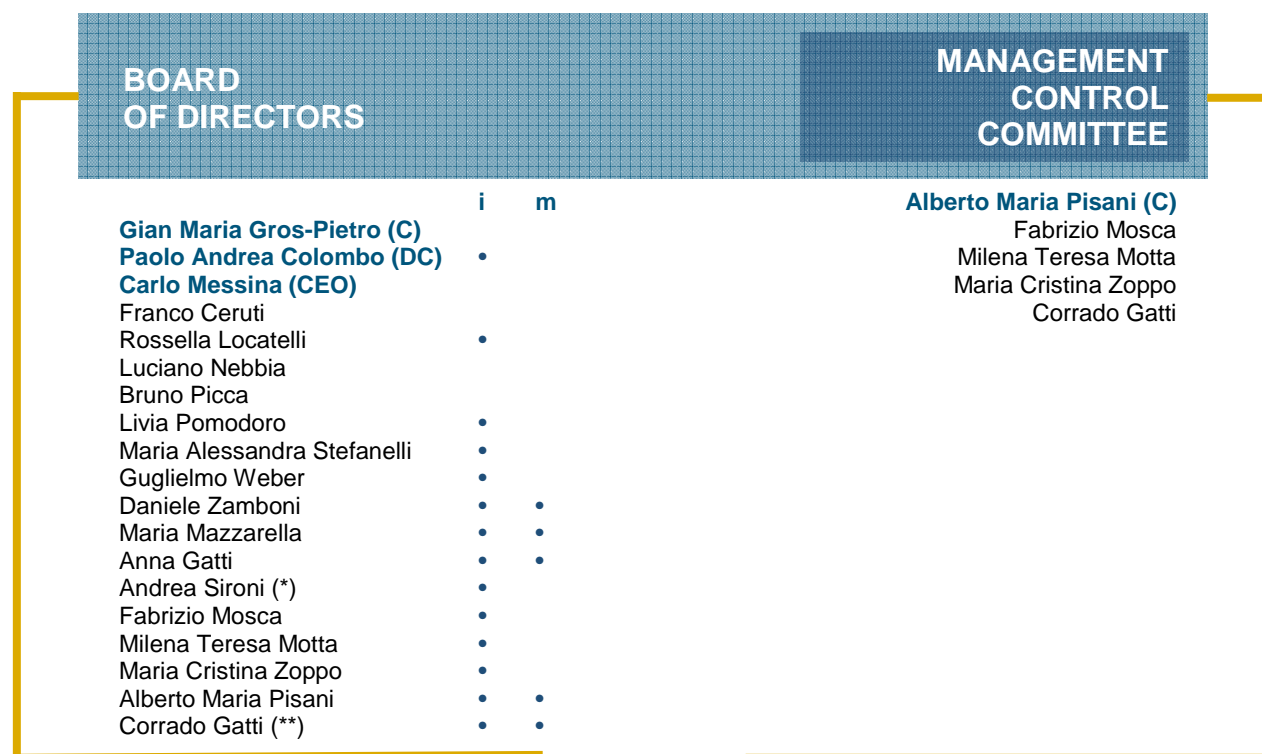 BOARD
OF DIRECTORS
MANAGEMENT
CONTROL
COMMITTEE
i m
Gian Maria Gros-Pietro (C)
Paolo Andrea Colombo (DC) •
Carlo Messina (CEO)
Franco Ceruti
Rossella Locatelli •
Luciano Nebbia
Bruno Picca
Livia Pomodoro •
Maria Alessandra Stefanelli •
Guglielmo Weber •
Daniele Zamboni • •
Maria Mazzarella • •
Anna Gatti • •
Andrea Sironi (*) •
Fabrizio Mosca •
Milena Teresa Motta •
Maria Cristina Zoppo •
Alberto Maria Pisani • •
Corrado Gatti (**) • •
Alberto Maria Pisani (C)
Fabrizio Mosca
Milena Teresa Motta
Maria Cristina Zoppo
Corrado Gatti